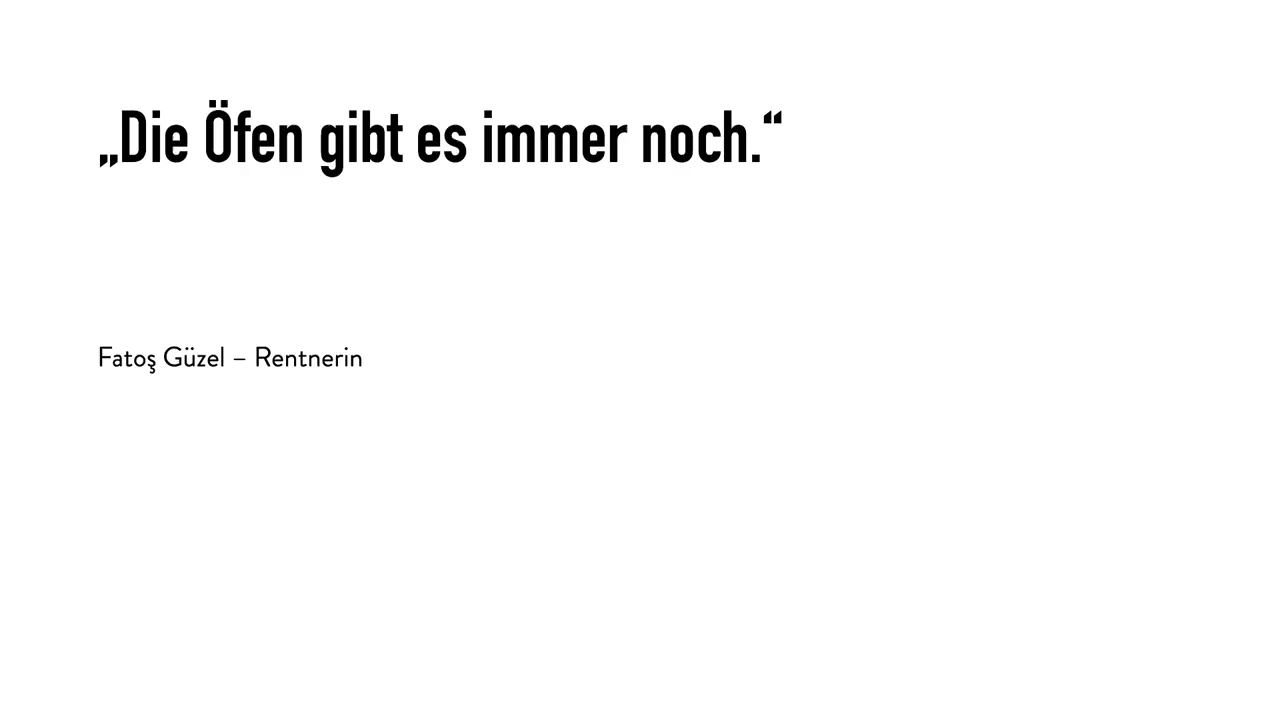 „Die Öfen gibt es immer noch.“
Fatoş Güzel – Rentnerin